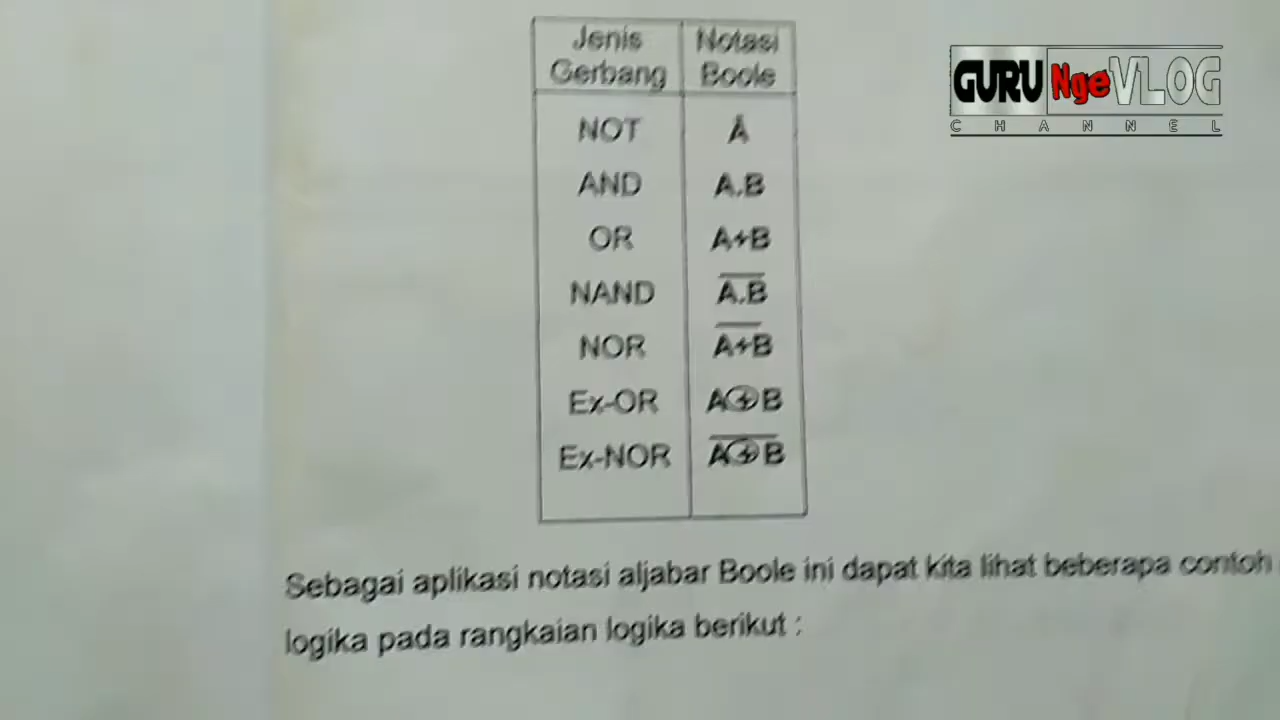 Jenis Gerbang | Notasi Boole
NOT | Ā
AND | A.B
OR | A+B
NAND | A̅.̅B̅
NOR | A̅+̅B̅
Ex-OR | A⊕B
Ex-NOR | A̅⊕̅B̅
Sebagai aplikasi notasi aljabar Boole ini dapat kita lihat beberapa contoh
logika pada rangkaian logika berikut :
GURU NgeVLOG
CHANNEL